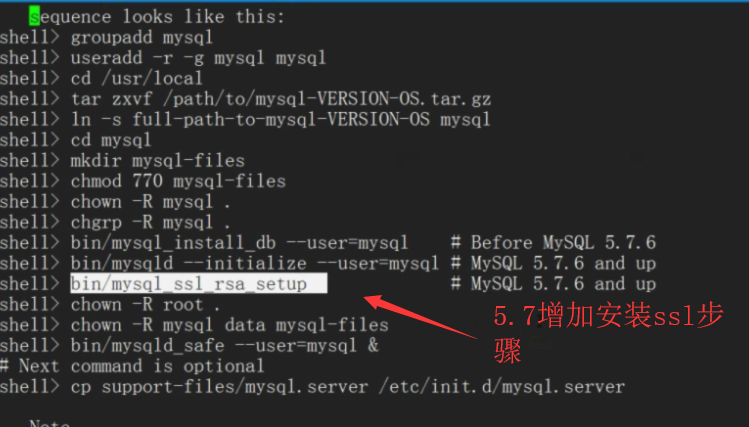 sequence looks like this:
shell> groupadd mysql
shell> useradd -r -g mysql mysql
shell> cd /usr/local
shell> tar zxvf /path/to/mysql-VERSION-OS.tar.gz
shell> ln -s full-path-to-mysql-VERSION-OS mysql
shell> cd mysql
shell> mkdir mysql-files
shell> chmod 770 mysql-files
shell> chown -R mysql .
shell> chgrp -R mysql .
shell> bin/mysql_install_db --user=mysql    # Before MySQL 5.7.6
shell> bin/mysqld --initialize --user=mysql # MySQL 5.7.6 and up
shell> bin/mysql_ssl_rsa_setup              # MySQL 5.7.6 and up
shell> chown -R root .
shell> chown -R mysql data mysql-files
shell> bin/mysqld_safe --user=mysql &
# Next command is optional
shell> cp support-files/mysql.server /etc/init.d/mysql.server
5.7增加安装ssl步
骤